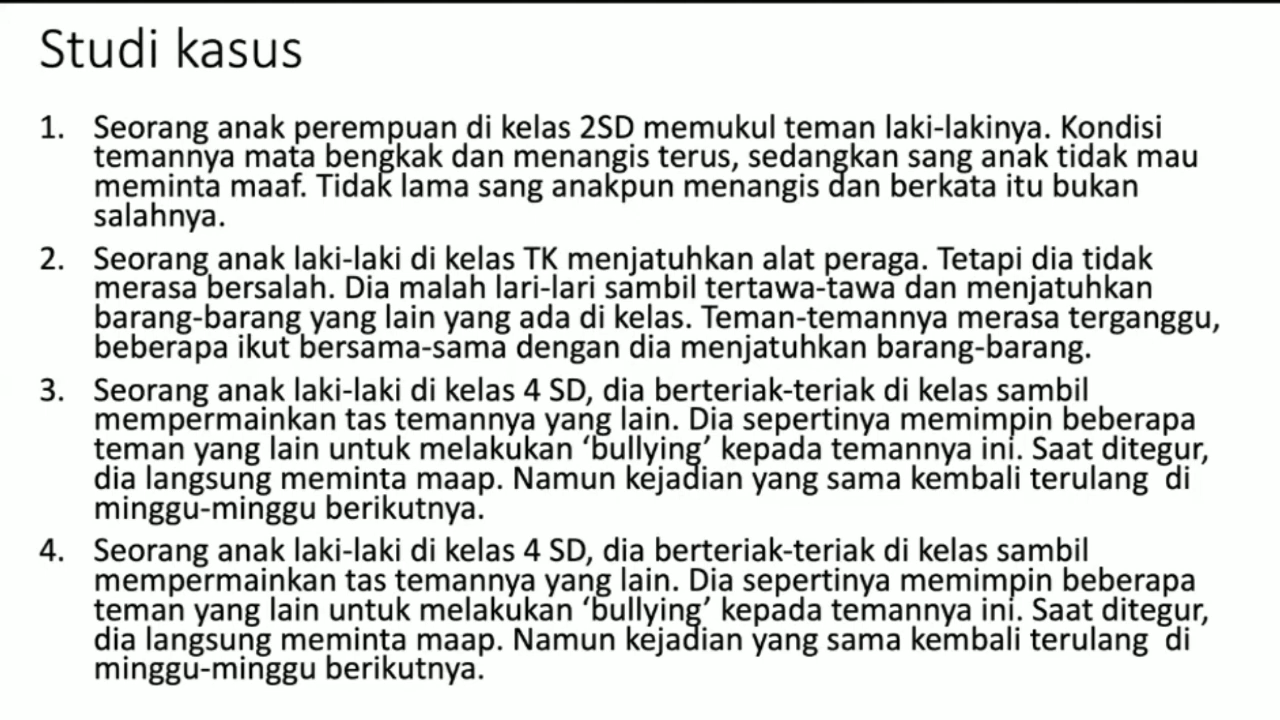 Studi kasus
1. Seorang anak perempuan di kelas 2SD memukul teman laki-lakinya. Kondisi
temannya mata bengkak dan menangis terus, sedangkan sang anak tidak mau
meminta maaf. Tidak lama sang anakpun menangis dan berkata itu bukan
salahnya.
2. Seorang anak laki-laki di kelas TK menjatuhkan alat peraga. Tetapi dia tidak
merasa bersalah. Dia malah lari-lari sambil tertawa-tawa dan menjatuhkan
barang-barang yang lain yang ada di kelas. Teman-temannya merasa terganggu,
beberapa ikut bersama-sama dengan dia menjatuhkan barang-barang.
3. Seorang anak laki-laki di kelas 4 SD, dia berteriak-teriak di kelas sambil
mempermainkan tas temannya yang lain. Dia sepertinya memimpin beberapa
teman yang lain untuk melakukan ‘bullying’ kepada temannya ini. Saat ditegur,
dia langsung meminta maap. Namun kejadian yang sama kembali terulang  di
minggu-minggu berikutnya.
4. Seorang anak laki-laki di kelas 4 SD, dia berteriak-teriak di kelas sambil
mempermainkan tas temannya yang lain. Dia sepertinya memimpin beberapa
teman yang lain untuk melakukan ‘bullying’ kepada temannya ini. Saat ditegur,
dia langsung meminta maap. Namun kejadian yang sama kembali terulang  di
minggu-minggu berikutnya.